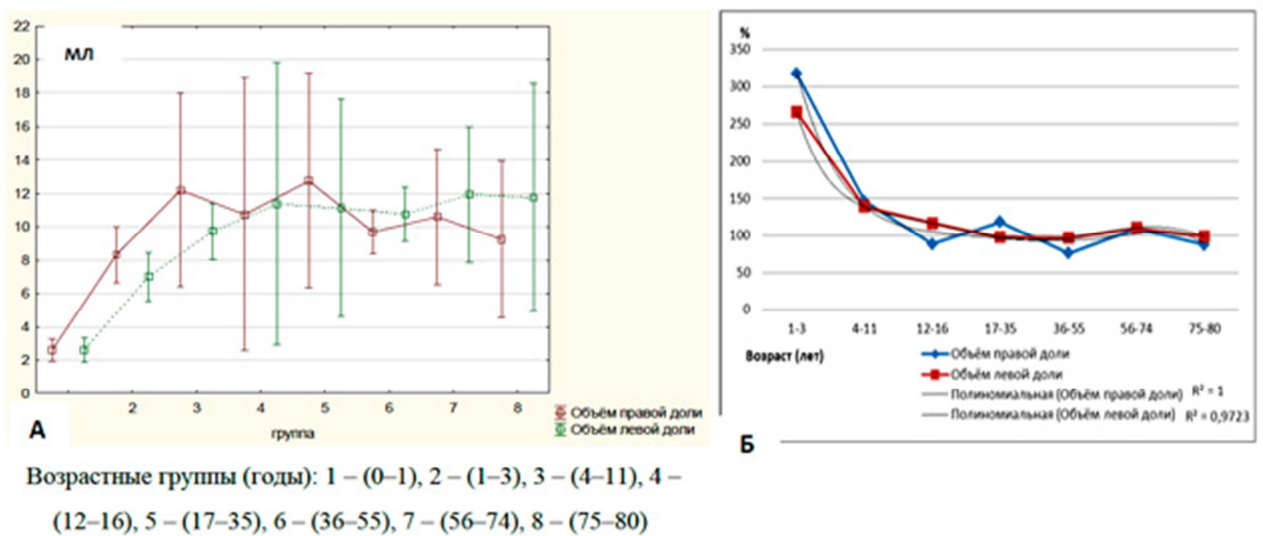 22
20
18
16
14
12
10
8
6
4
2
0
мл
2 3 4 5 6 7 8
группа
А
Объём правой доли
Объём левой доли
Возрастные группы (годы): 1 – (0–1), 2 – (1–3), 3 – (4–11), 4 –
(12–16), 5 – (17–35), 6 – (36–55), 7 – (56–74), 8 – (75–80)
%
350
300
250
200
150
100
50
0
1-3 4-11 12-16 17-35 36-55 56-74 75-80
Возраст (лет)
Объём правой доли
Объём левой доли
Полиномиальная (Объём правой доли) R² = 1
Полиномиальная (Объём левой доли) R² = 0,9723
Б